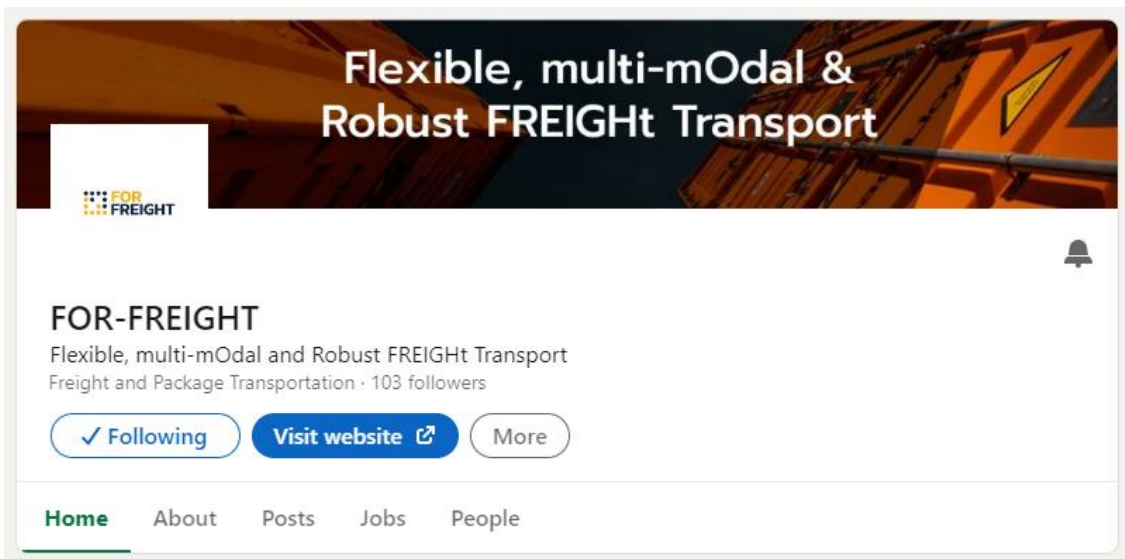 Flexible, multi-mOdal &
Robust FREIGHt Transport
FOR
FREIGHT
FOR-FREIGHT
Flexible, multi-mOdal and Robust FREIGHt Transport
Freight and Package Transportation · 103 followers
✓ Following Visit website More
Home About Posts Jobs People